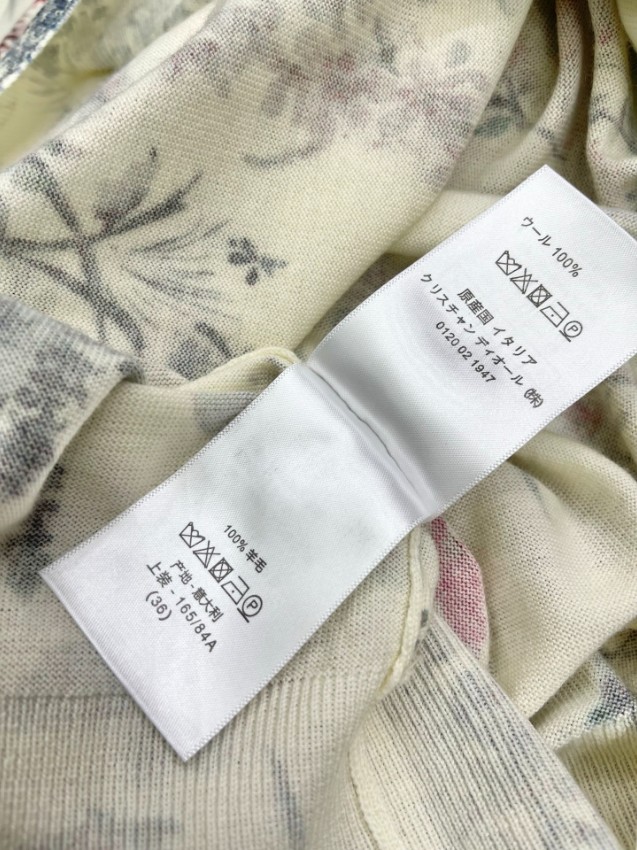 ウール 100%
原産国 イタリア
クリスチャン ディオール (株)
0120 02 1947
100% 羊毛
P
产地 - 意大利
上装 - 165/84A
(36)